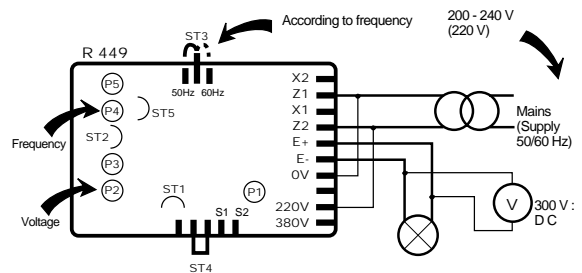 ST3
According to frequency
200 - 240 V
(220 V)
R 449
50Hz 60Hz
X2
Z1
X1
Z2
E+
E-
0V
220V
380V
P5
P4
ST5
ST2
P3
P2
ST1
P1
S1 S2
ST4
Frequency
Voltage
Mains
(Supply
50/60 Hz)
V
300 V :
D C